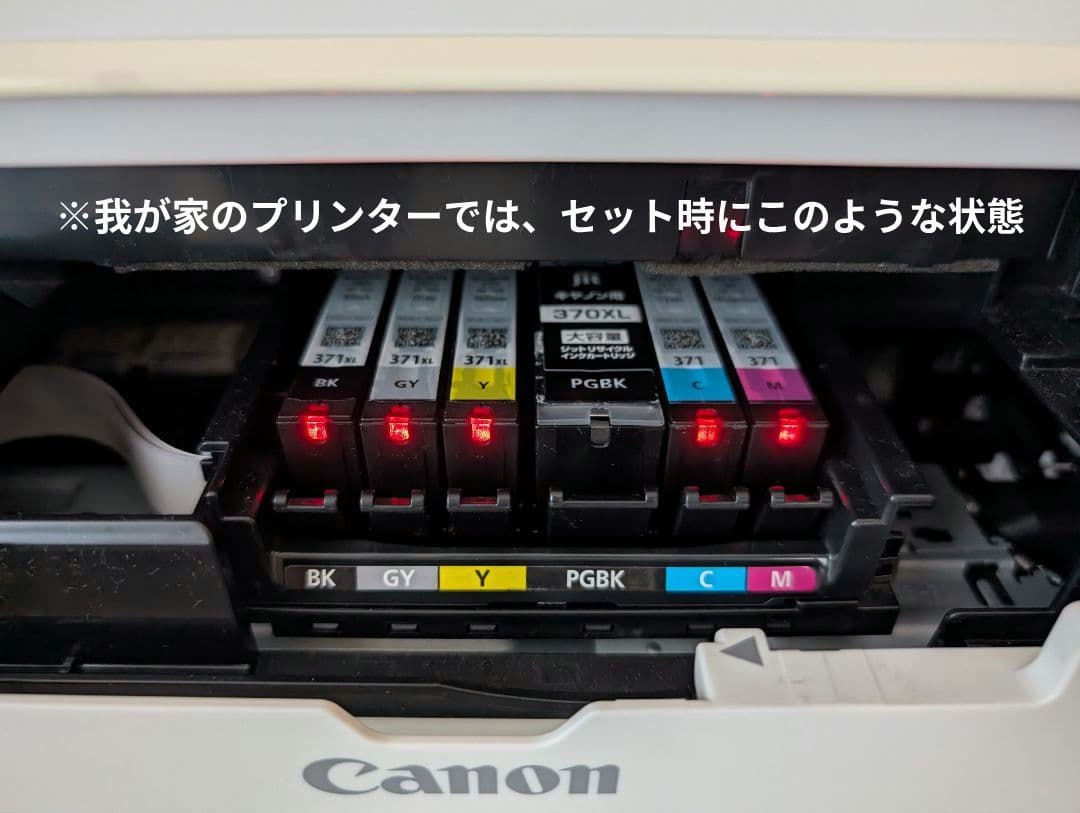 ※我が家のプリンターでは、セット時にこのような状態
Jit
キヤノン用
370XL
大容量
ジットリサイクル
インクカートリッジ
371XL
371XL
371XL
371
371
BK
GY
Y
PGBK
C
M
BK
GY
Y
PGBK
C
M
Canon